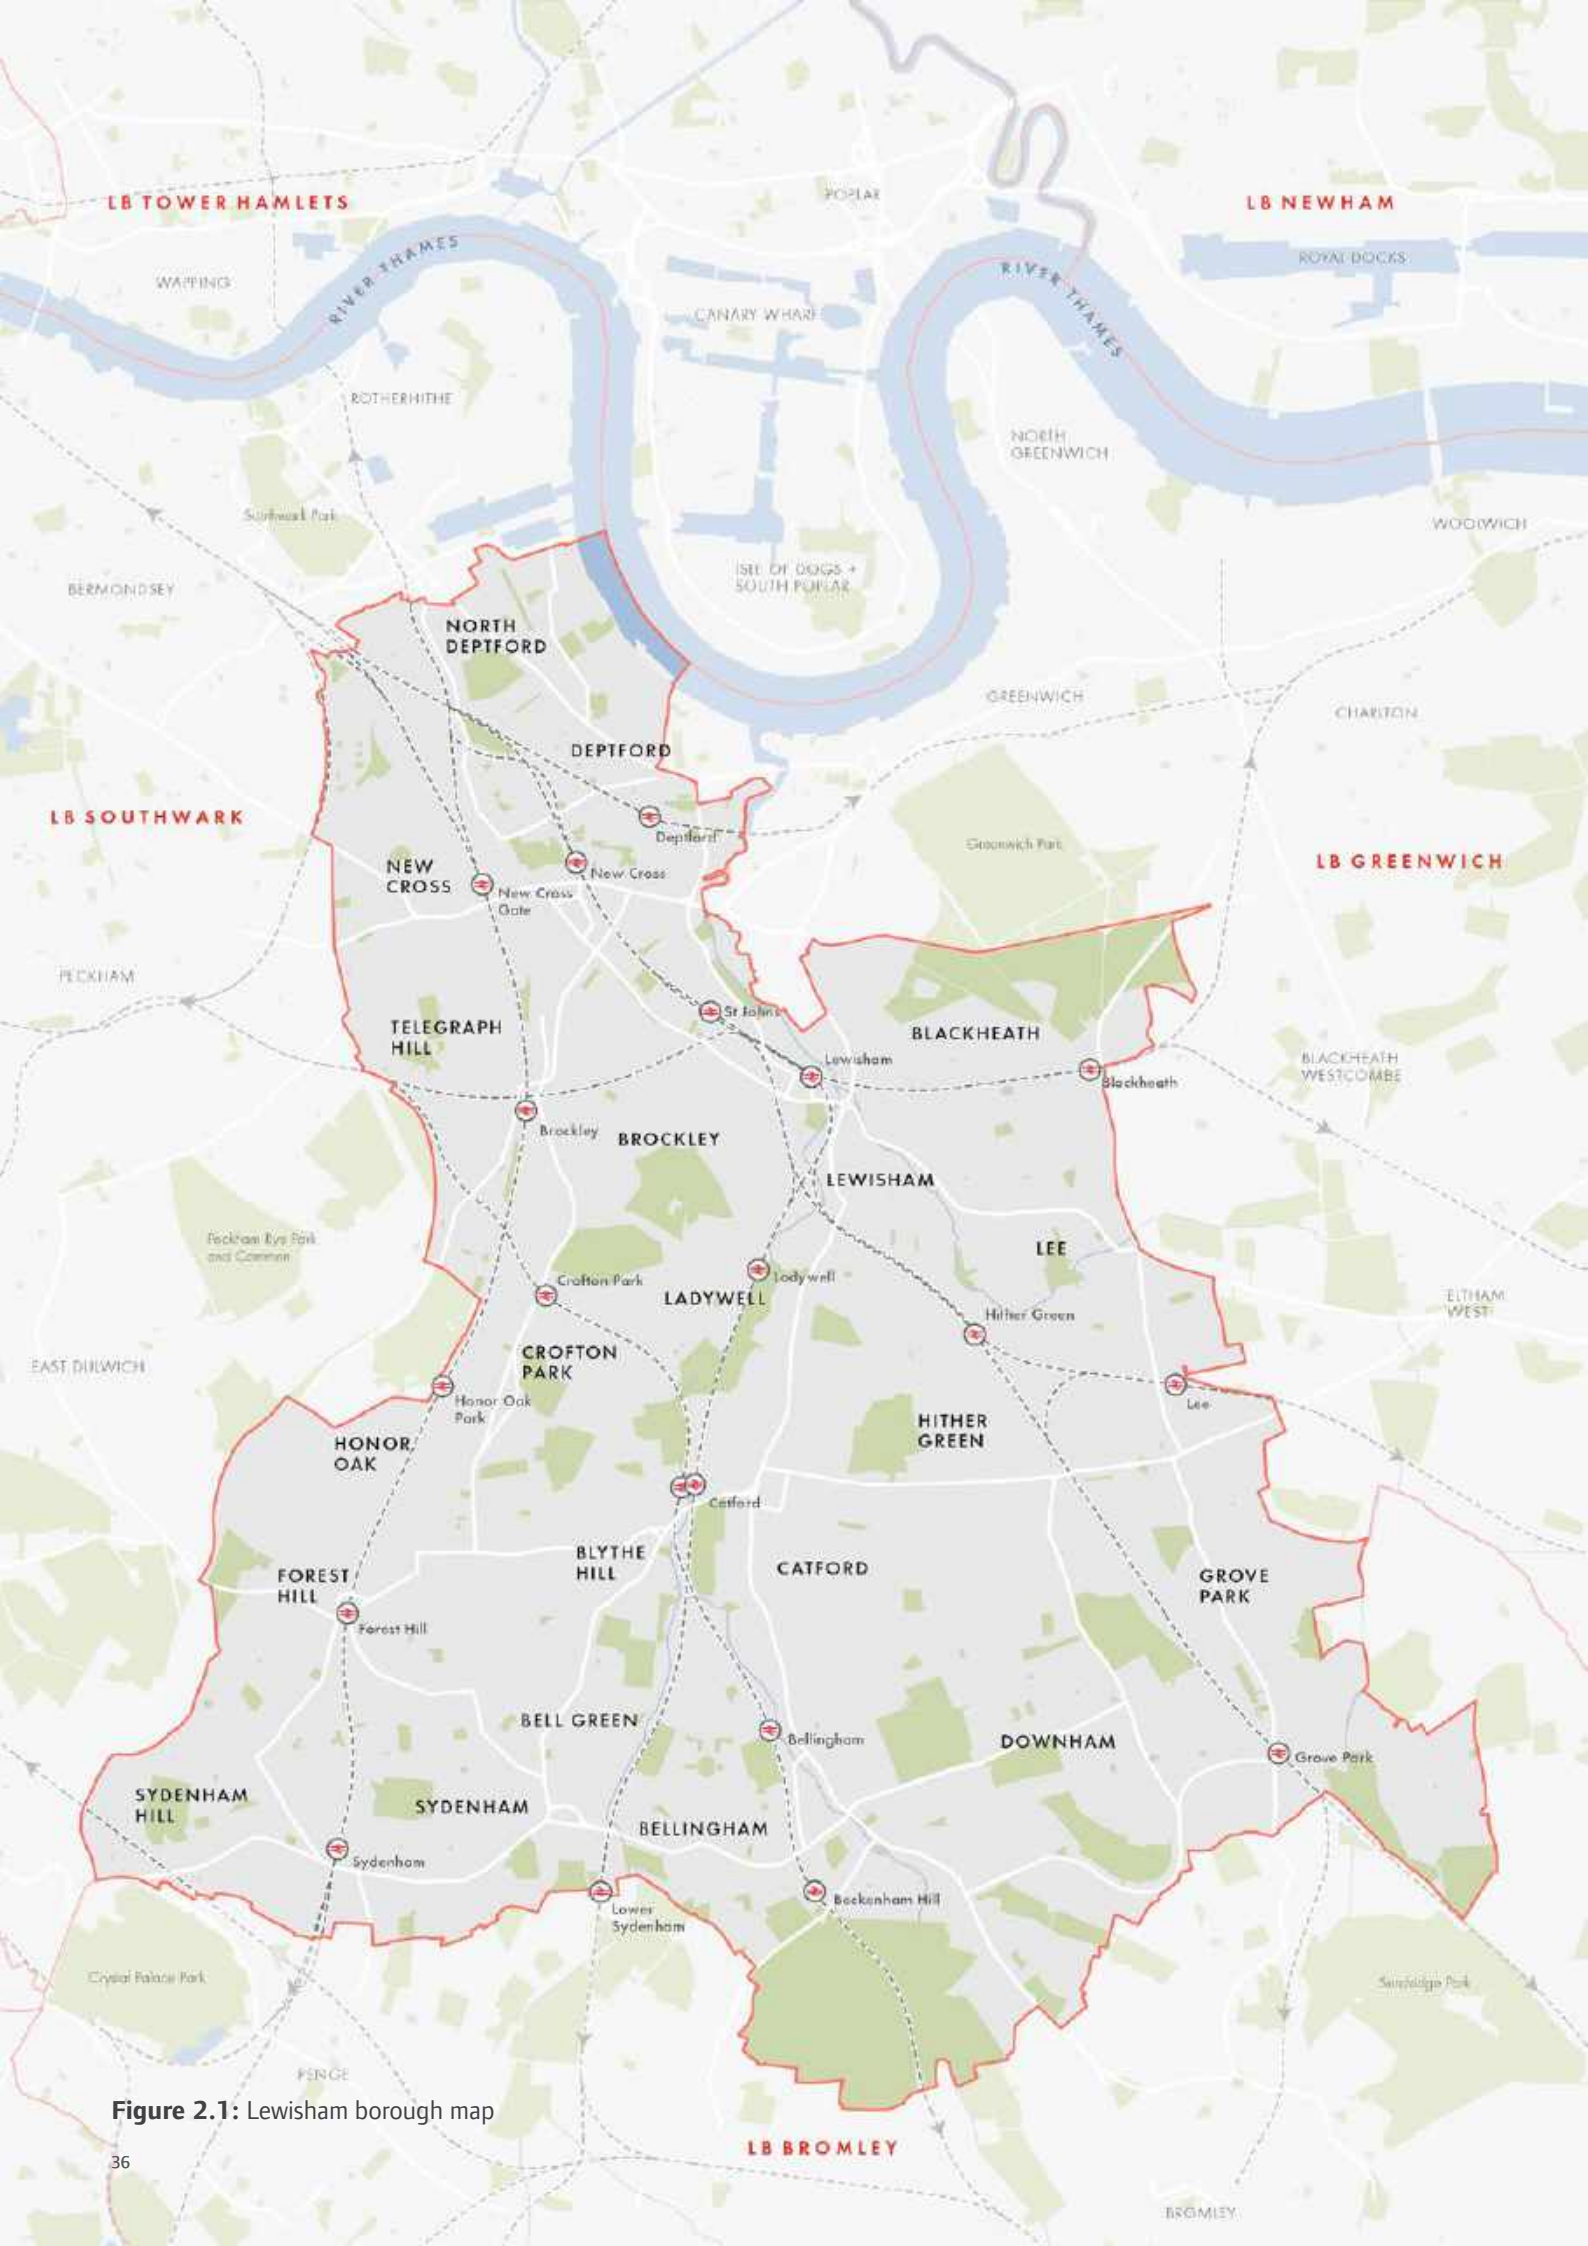 LB TOWER HAMLETS
POPLAR
LB NEWHAM
RIVER THAMES
ROYAL DOCKS
RIVER THAMES
WAPPING
CANARY WHARF
ROTHERHITHE
NORTH
GREENWICH
Southwark Park
WOOLWICH
ISLE OF DOGS +
SOUTH POPLAR
BERMONDSEY
NORTH
DEPTFORD
GREENWICH
CHARLTON
DEPTFORD
LB SOUTHWARK
Deptford
Greenwich Park
LB GREENWICH
NEW
CROSS
New Cross
New Cross
Gate
PECKHAM
St Johns
TELEGRAPH
HILL
BLACKHEATH
Lewisham
BLACKHEATH
WESTCOMBE
Blackheath
Brockley
BROCKLEY
LEWISHAM
Peckham Rye Park
and Common
LEE
Crofton Park
Ladywell
LADYWELL
ELTHAM
WEST
Hither Green
CROFTON
PARK
EAST DULWICH
Honor Oak
Park
Lee
HITHER
GREEN
HONOR
OAK
Catford
BLYTHE
HILL
CATFORD
FOREST
HILL
GROVE
PARK
Forest Hill
BELL GREEN
Bellingham
DOWNHAM
Grove Park
SYDENHAM
HILL
SYDENHAM
BELLINGHAM
Sydenham
Beckenham Hill
Lower
Sydenham
Crystal Palace Park
Sundridge Park
PENGE
Figure 2.1: Lewisham borough map
LB BROMLEY
36
BROMLEY